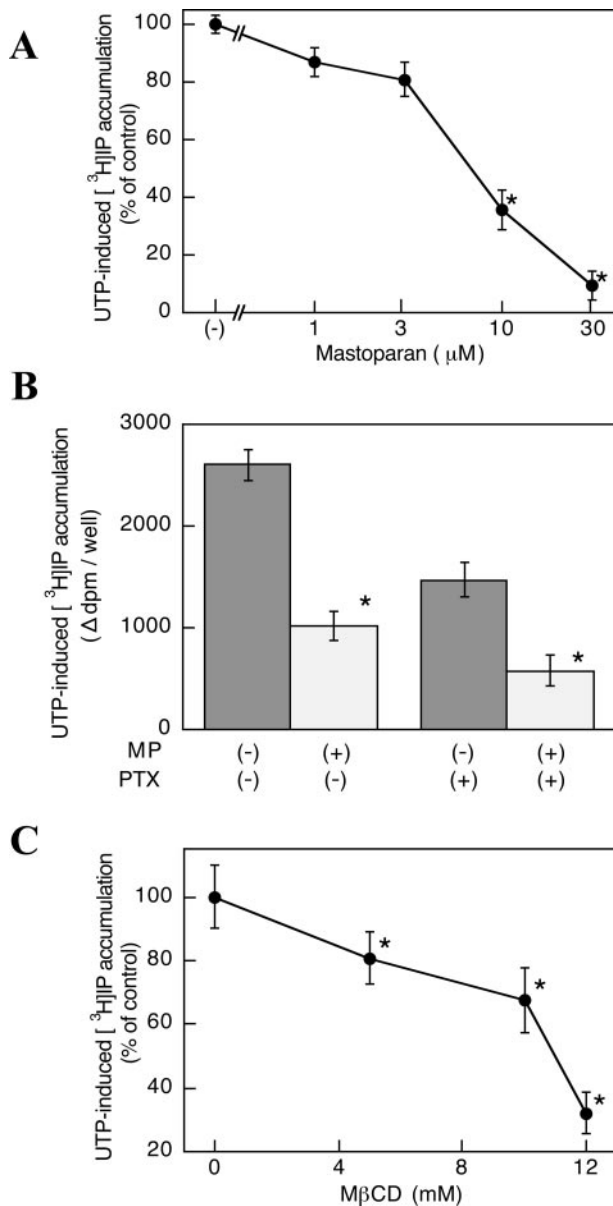 A
UTP-induced [³H]IP accumulation
(% of control)
100
80
60
40
20
0
(-)
1
3
10
30
*
*
Mastoparan ( μM)
B
UTP-induced [³H]IP accumulation
(Δ dpm / well)
3000
2000
1000
0
*
*
MP (-) (+) (-) (+)
PTX (-) (-) (+) (+)
C
UTP-induced [³H]IP accumulation
(% of control)
100
80
60
40
20
*
*
*
0 4 8 12
MβCD (mM)